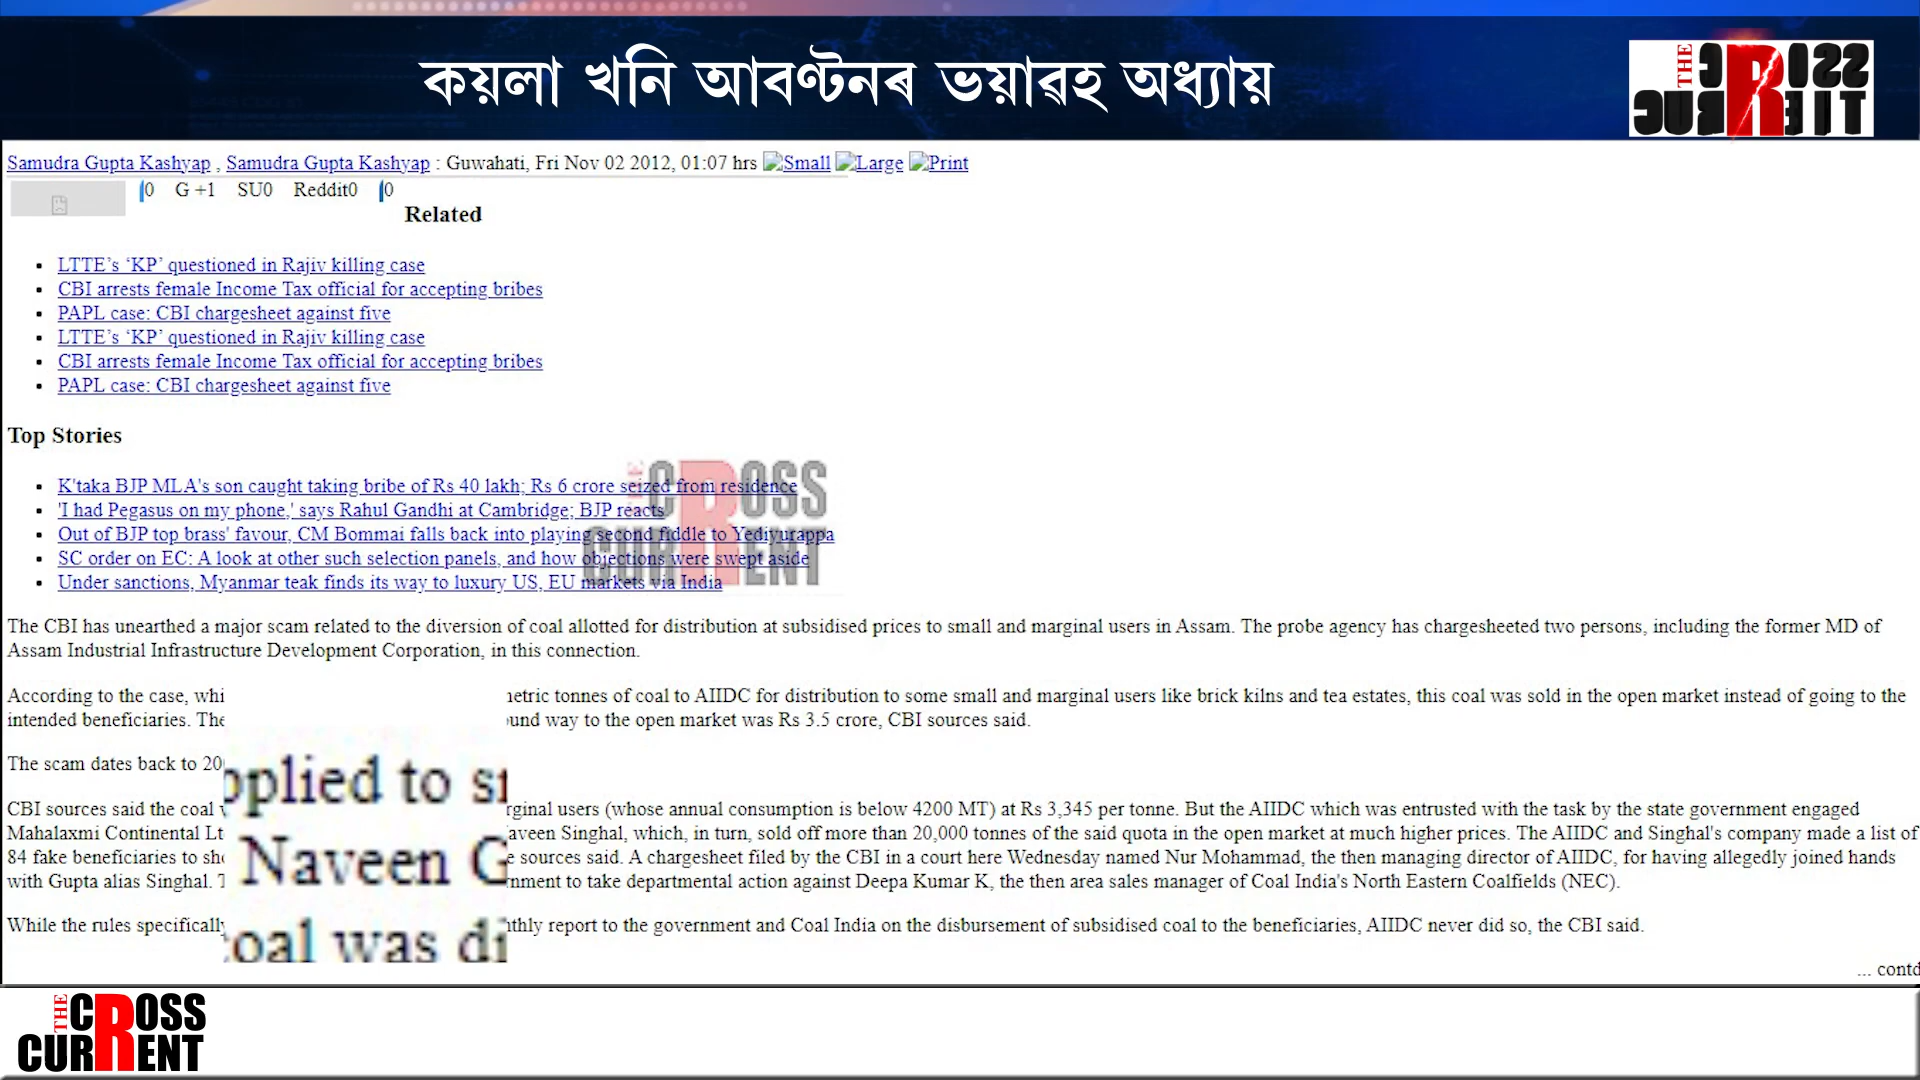 কয়লা খনি আবণ্টনৰ ভয়াৱহ অধ্যায়
THE CROSS CURRENT
Samudra Gupta Kashyap , Samudra Gupta Kashyap : Guwahati, Fri Nov 02 2012, 01:07 hrs Small Large Print
0 G +1 SU0 Reddit0 0
Related
LTTE's ‘KP’ questioned in Rajiv killing case
CBI arrests female Income Tax official for accepting bribes
PAPL case: CBI chargesheet against five
LTTE's ‘KP’ questioned in Rajiv killing case
CBI arrests female Income Tax official for accepting bribes
PAPL case: CBI chargesheet against five
Top Stories
K'taka BJP MLA's son caught taking bribe of Rs 40 lakh; Rs 6 crore seized from residence
'I had Pegasus on my phone,' says Rahul Gandhi at Cambridge; BJP reacts
Out of BJP top brass' favour, CM Bommai falls back into playing second fiddle to Yediyurappa
SC order on EC: A look at other such selection panels, and how objections were swept aside
Under sanctions, Myanmar teak finds its way to luxury US, EU markets via India
THE CROSS CURRENT
The CBI has unearthed a major scam related to the diversion of coal allotted for distribution at subsidised prices to small and marginal users in Assam. The probe agency has chargesheeted two persons, including the former MD of
Assam Industrial Infrastructure Development Corporation, in this connection.
According to the case, whi etric tonnes of coal to AIIDC for distribution to some small and marginal users like brick kilns and tea estates, this coal was sold in the open market instead of going to the
intended beneficiaries. The und way to the open market was Rs 3.5 crore, CBI sources said.
The scam dates back to 20
pplied to s
Naveen G
oal was di
CBI sources said the coal rginal users (whose annual consumption is below 4200 MT) at Rs 3,345 per tonne. But the AIIDC which was entrusted with the task by the state government engaged
Mahalaxmi Continental Lt aveen Singhal, which, in turn, sold off more than 20,000 tonnes of the said quota in the open market at much higher prices. The AIIDC and Singhal's company made a list of
84 fake beneficiaries to sh e sources said. A chargesheet filed by the CBI in a court here Wednesday named Nur Mohammad, the then managing director of AIIDC, for having allegedly joined hands
with Gupta alias Singhal. rnment to take departmental action against Deepa Kumar K, the then area sales manager of Coal India's North Eastern Coalfields (NEC).
While the rules specifically thly report to the government and Coal India on the disbursement of subsidised coal to the beneficiaries, AIIDC never did so, the CBI said.
... contd
THE CROSS CURRENT